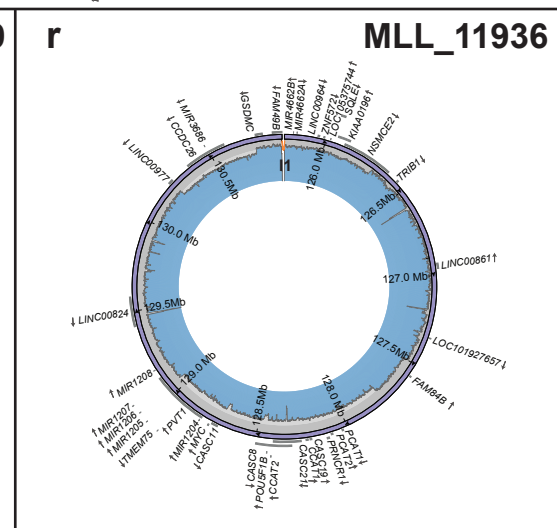 r
MLL_11936
↓GSDMC
↓FAM49B
MIR4662B↑
MIR4662A↓
LINC00964↓
ZNF572↓
LOC105375744↑
SQLE↓
KIAA0196↑
NSMCE2↓
TRIB1↓
LINC00861↑
LOC101927657↓
FAM84B ↑
PCAT1↓
PCAT2↑
PRNCR1↓
CASC19↑
CCAT1↑
CASC21↓
↑CCAT2-
↑POU5F1B-
↓CASC8
↓CASC11
↑MYC-
↑MIR1204-
↑PVT1
↓TMEM75 -
↑MIR1205-
↑MIR1206-
↑MIR1207-
↑MIR1208-
↓LINC00824
↓LINC00977
↓CCDC26
↓MIR3686 -
I1
126.0 Mb
126.5Mb
127.0 Mb
127.5Mb
128.0 Mb
128.5Mb
129.0 Mb
129.5Mb
130.0 Mb
130.5Mb